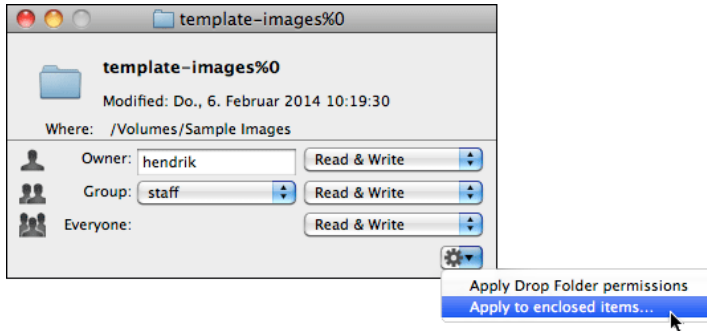 template-images%0
template-images%0
Modified: Do., 6. Februar 2014 10:19:30
Where: /Volumes/Sample Images
Owner: hendrik Read & Write
Group: staff Read & Write
Everyone: Read & Write
Apply Drop Folder permissions
Apply to enclosed items...